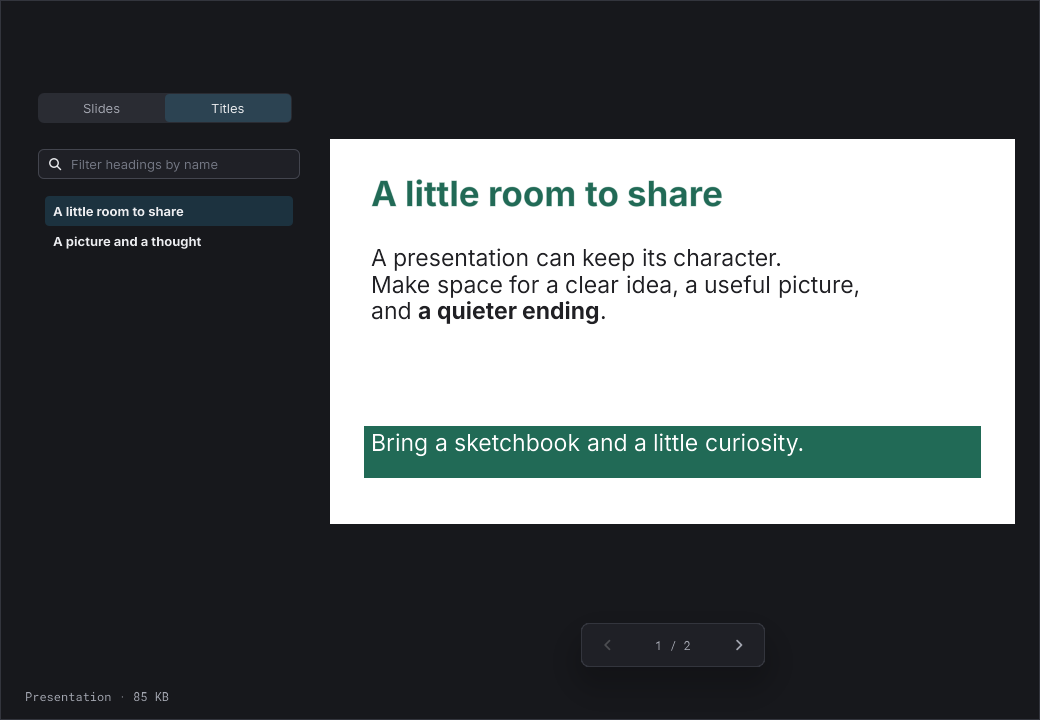 Slides Titles
Filter headings by name
A little room to share
A picture and a thought
A little room to share
A presentation can keep its character.
Make space for a clear idea, a useful picture,
and a quieter ending.
Bring a sketchbook and a little curiosity.
1 / 2
Presentation · 85 KB